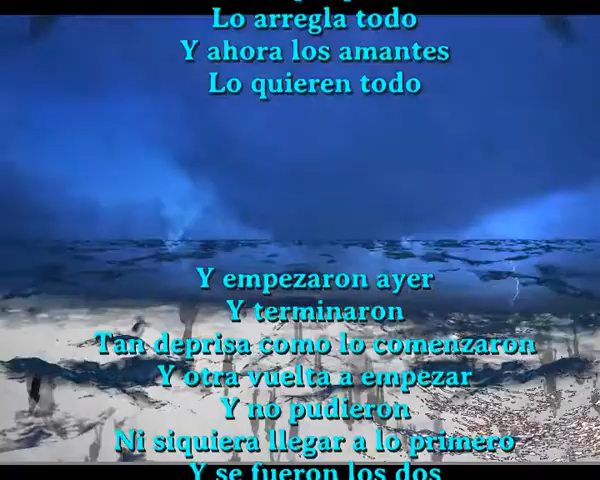 Lo arregla todo
Y ahora los amantes
Lo quieren todo
Y empezaron ayer
Y terminaron
Tan deprisa como lo comenzaron
Y otra vuelta a empezar
Y no pudieron
Ni siquiera llegar a lo primero
Y se fueron los dos